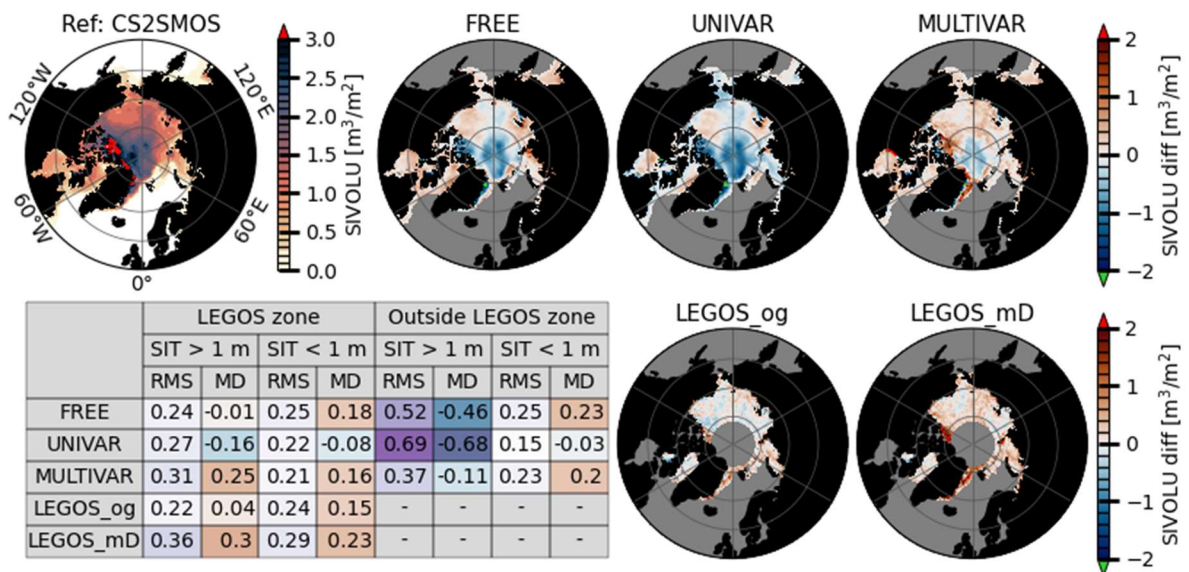 Ref: CS2SMOS
FREE
UNIVAR
MULTIVAR
120°W
120°E
60°W
60°E
0°
3.0
2.5
2.0
1.5
1.0
0.5
0.0
SIVOLU [m³/m²]
2
1
0
−1
−2
SIVOLU diff [m³/m²]
LEGOS zone Outside LEGOS zone
SIT > 1 m SIT < 1 m SIT > 1 m SIT < 1 m
RMS MD RMS MD RMS MD RMS MD
FREE 0.24 -0.01 0.25 0.18 0.52 -0.46 0.25 0.23
UNIVAR 0.27 -0.16 0.22 -0.08 0.69 -0.68 0.15 -0.03
MULTIVAR 0.31 0.25 0.21 0.16 0.37 -0.11 0.23 0.2
LEGOS_og 0.22 0.04 0.24 0.15 - - - -
LEGOS_mD 0.36 0.3 0.29 0.23 - - - -
LEGOS_og
LEGOS_mD
2
1
0
−1
−2
SIVOLU diff [m³/m²]